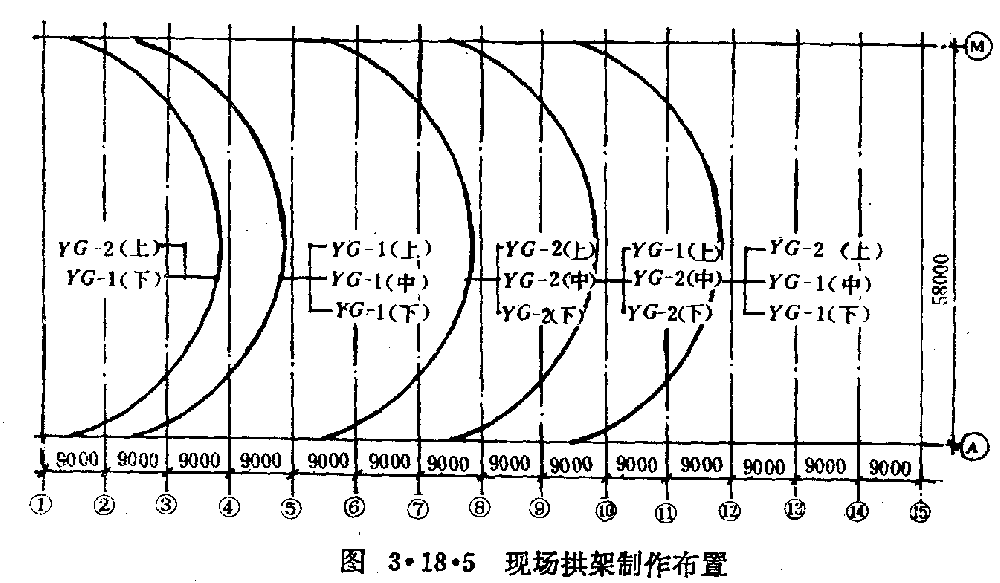 M
YG-2(上)
YG-1(下)
YG-1(上)
YG-1(中)
YG-1(下)
YG-2(上)
YG-2(中)
YG-2(下)
YG-1(上)
YG-2(中)
YG-2(下)
YG-2(上)
YG-1(中)
YG-1(下)
58000
A
9000 9000 9000 9000 9000 9000 9000 9000 9000 9000 9000 9000 9000 9000
① ② ③ ④ ⑤ ⑥ ⑦ ⑧ ⑨ ⑩ ⑪ ⑫ ⑬ ⑭ ⑮
图 3·18·5 现场拱架制作布置